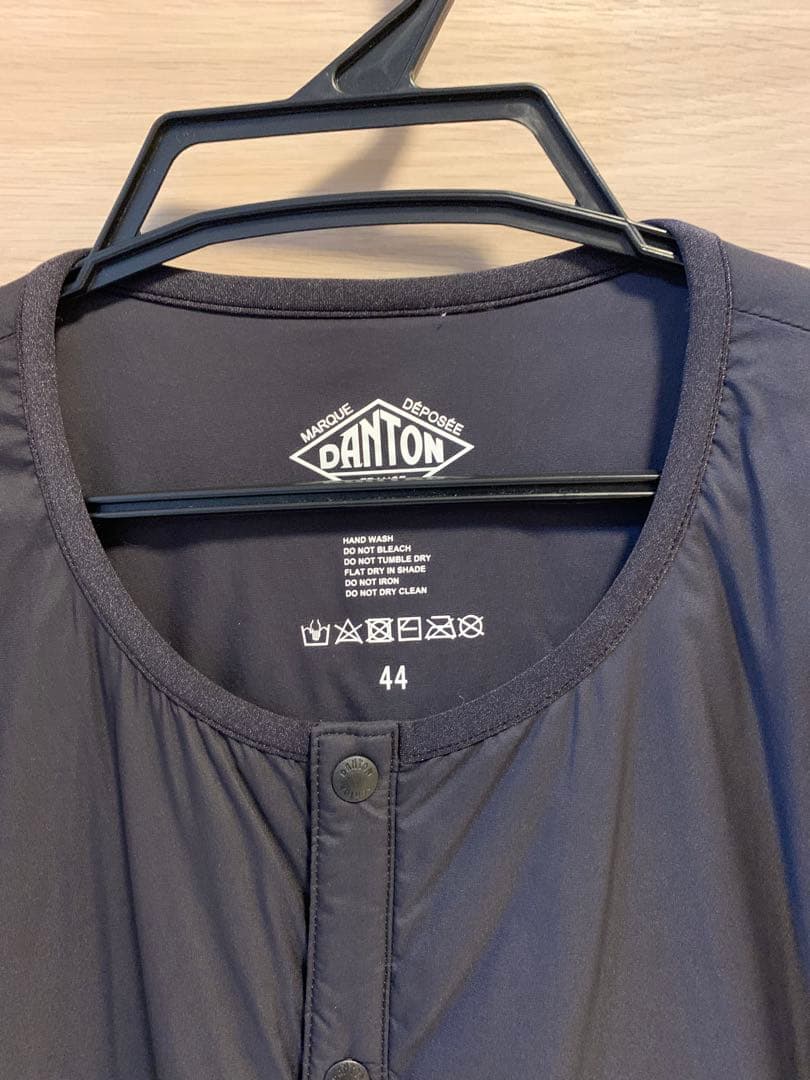 MARQUE DÉPOSÉE
DANTON
HAND WASH
DO NOT BLEACH
DO NOT TUMBLE DRY
FLAT DRY IN SHADE
DO NOT IRON
DO NOT DRY CLEAN
44
DANTON